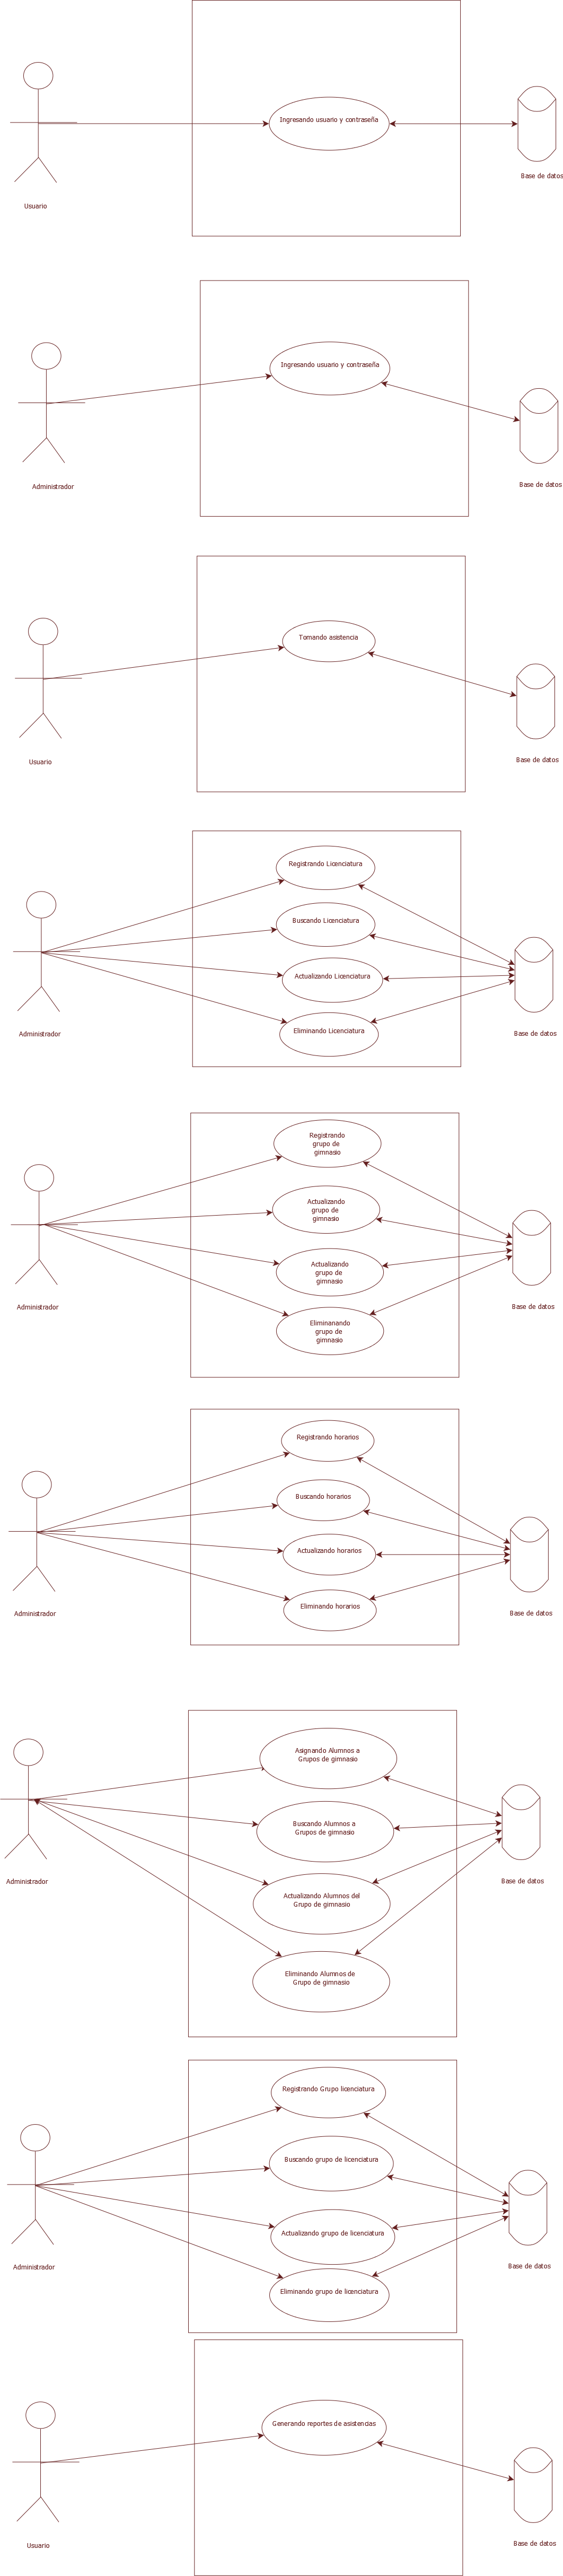 Ingresando usuario y contraseña
Base de datos
Usuario
Ingresando usuario y contraseña
Base de datos
Administrador
Tomando asistencia
Base de datos
Usuario
Registrando Licenciatura
Buscando Licenciatura
Actualizando Licenciatura
Eliminando Licenciatura
Base de datos
Administrador
Registrando
grupo de
gimnasio
Actualizando
grupo de
gimnasio
Actualizando
grupo de
gimnasio
Eliminanando
grupo de
gimnasio
Base de datos
Administrador
Registrando horarios
Buscando horarios
Actualizando horarios
Eliminando horarios
Base de datos
Administrador
Asignando Alumnos a
Grupos de gimnasio
Buscando Alumnos a
Grupos de gimnasio
Actualizando Alumnos del
Grupo de gimnasio
Eliminando Alumnos de
Grupo de gimnasio
Base de datos
Administrador
Registrando Grupo licenciatura
Buscando grupo de licenciatura
Actualizando grupo de licenciatura
Eliminando grupo de licenciatura
Base de datos
Administrador
Generando reportes de asistencias
Base de datos
Usuario